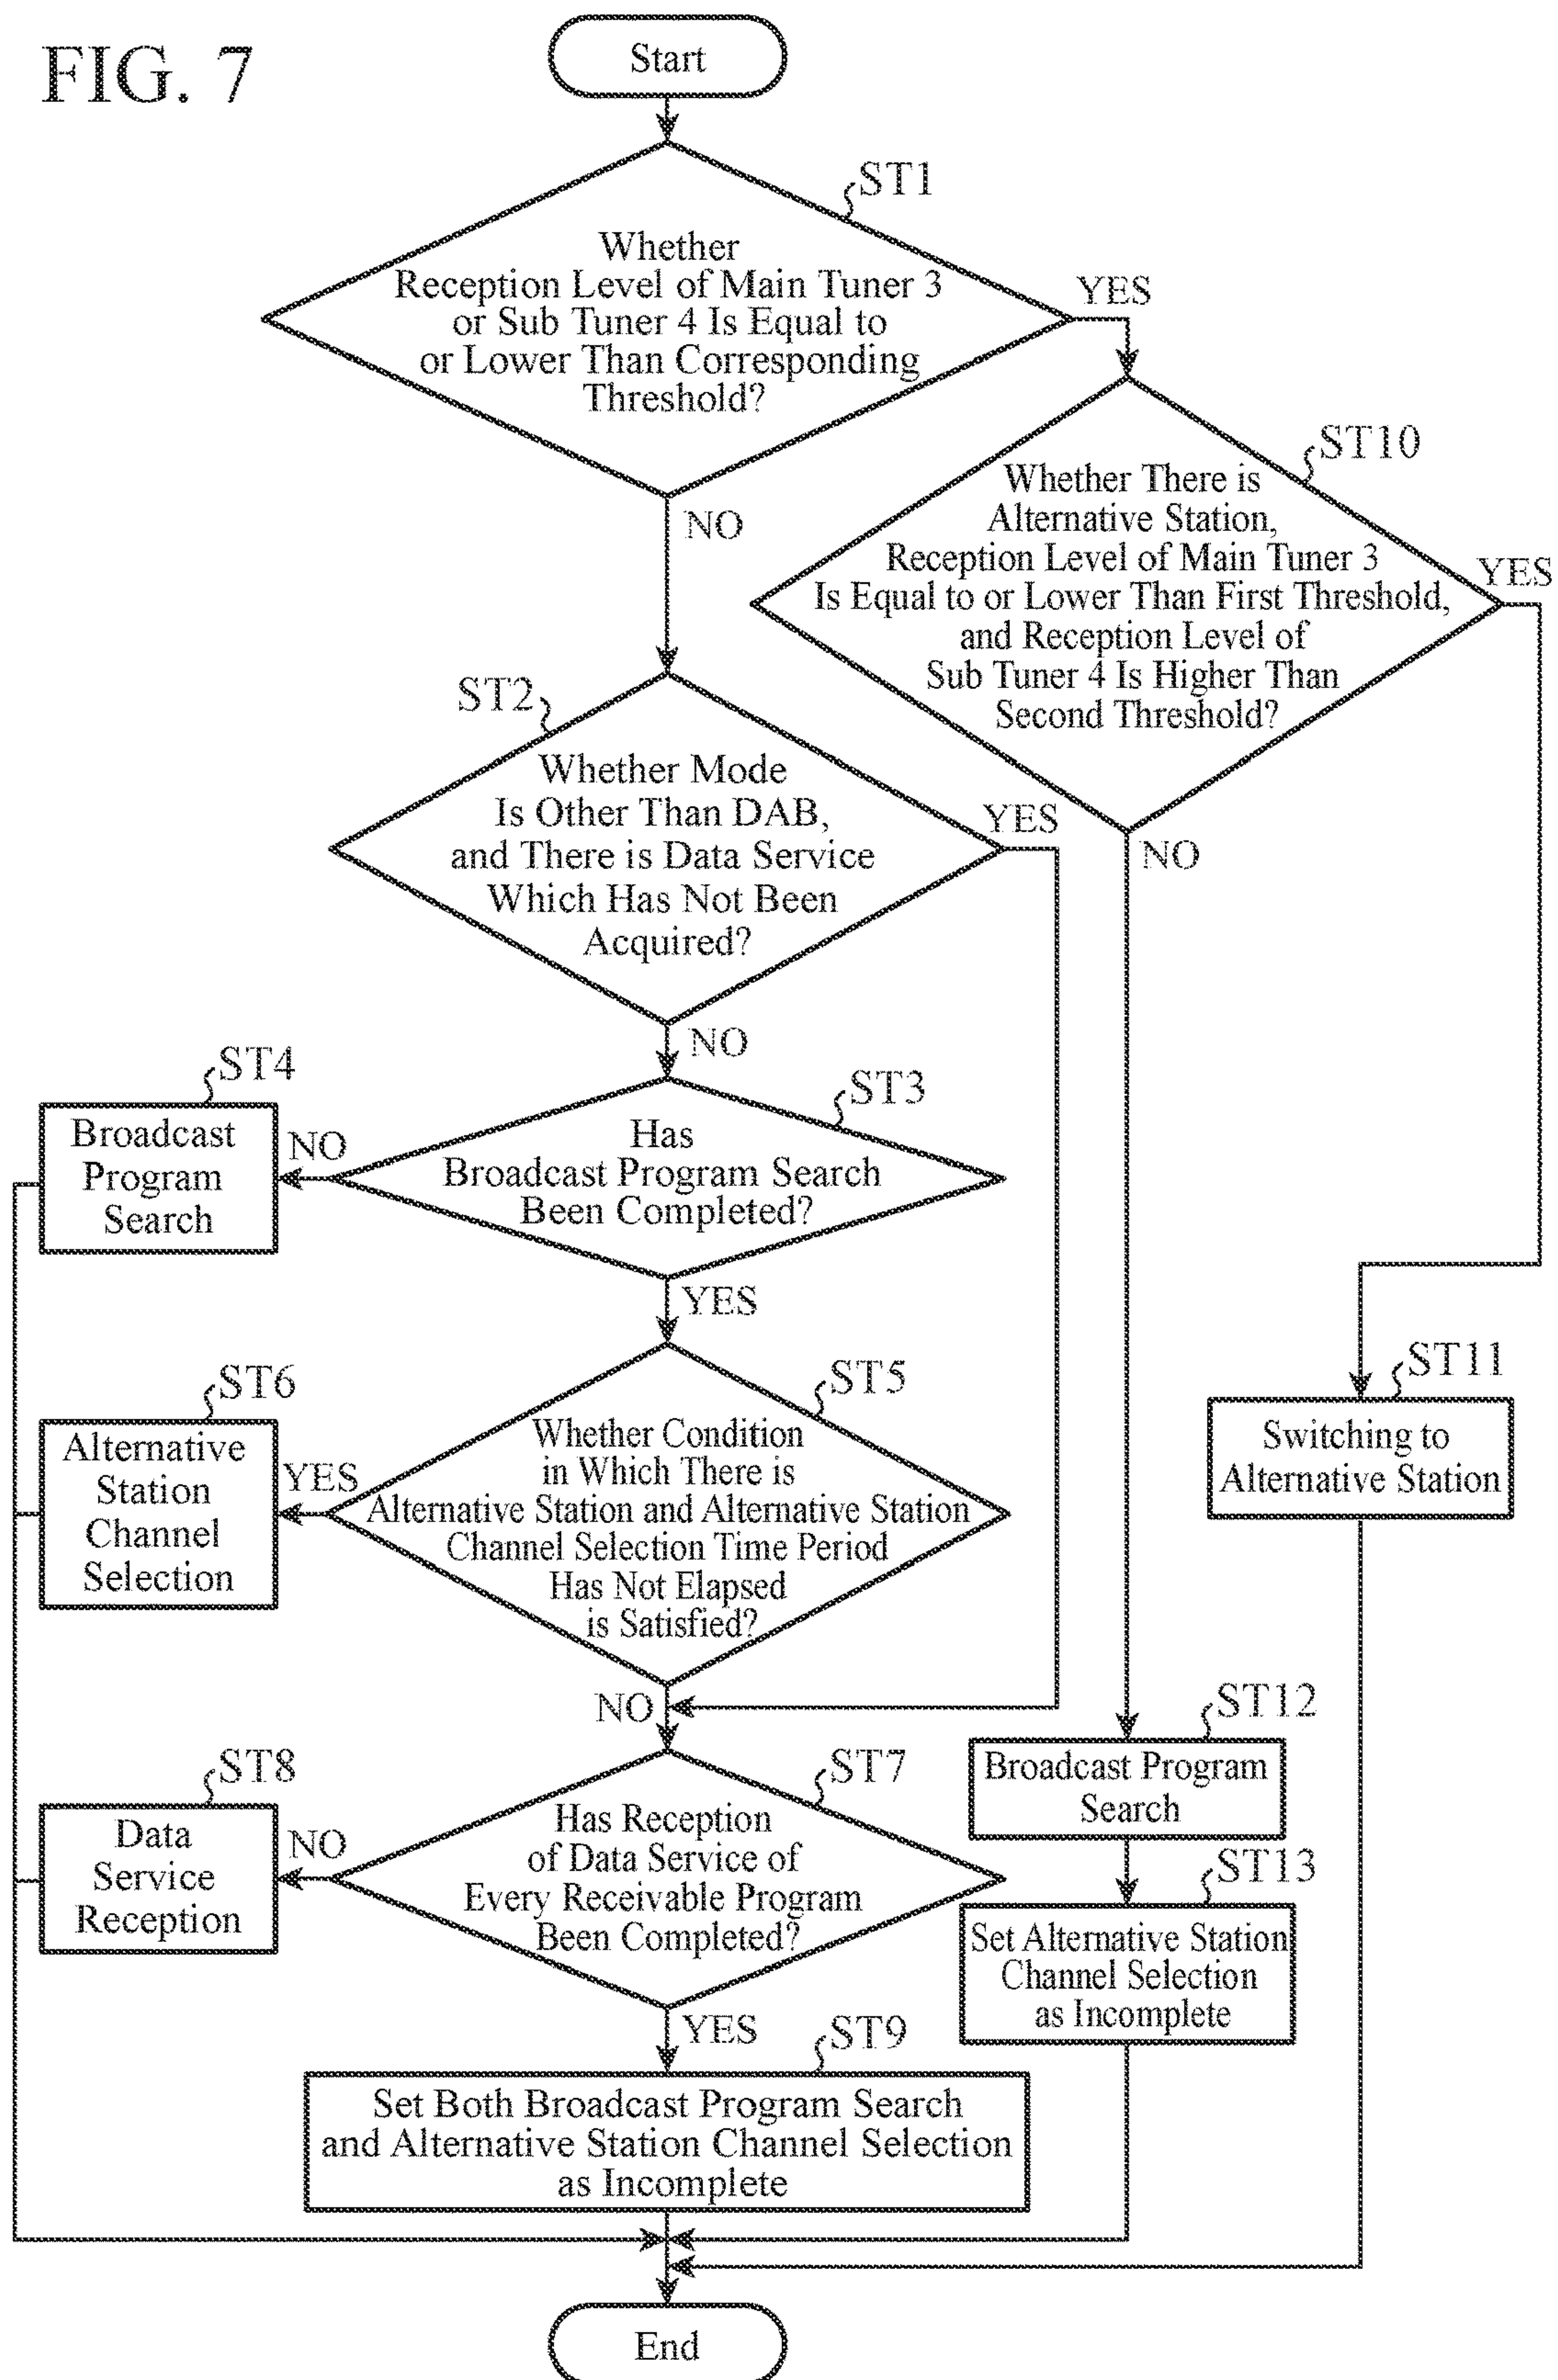 FIG. 7
Start
ST1
Whether
Reception Level of Main Tuner 3
or Sub Tuner 4 Is Equal to
or Lower Than Corresponding
Threshold?
YES
NO
ST10
Whether There is
Alternative Station,
Reception Level of Main Tuner 3
Is Equal to or Lower Than First Threshold,
and Reception Level of
Sub Tuner 4 Is Higher Than
Second Threshold?
YES
NO
ST2
Whether Mode
Is Other Than DAB,
and There is Data Service
Which Has Not Been
Acquired?
YES
NO
ST3
Has
Broadcast Program Search
Been Completed?
NO
YES
ST4
Broadcast
Program
Search
ST5
Whether Condition
in Which There is
Alternative Station and Alternative Station
Channel Selection Time Period
Has Not Elapsed
is Satisfied?
YES
NO
ST6
Alternative
Station
Channel
Selection
ST11
Switching to
Alternative Station
ST7
Has Reception
of Data Service of
Every Receivable Program
Been Completed?
NO
YES
ST8
Data
Service
Reception
ST12
Broadcast Program
Search
ST13
Set Alternative Station
Channel Selection
as Incomplete
ST9
Set Both Broadcast Program Search
and Alternative Station Channel Selection
as Incomplete
End